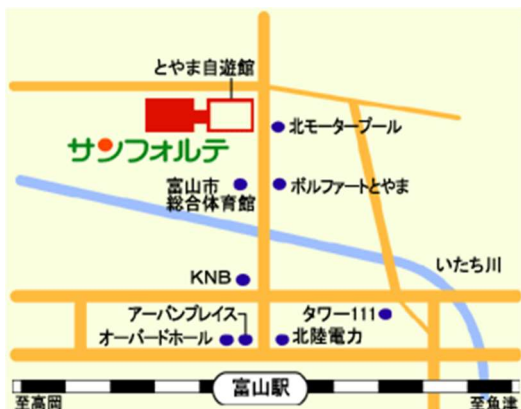 とやま自遊館
北モータープール
サンフォルテ
富山市
総合体育館
ボルファートとやま
いたち川
KNB
アーバンプレイス
タワー111
オーバードホール
北陸電力
富山駅
至高岡
至魚津